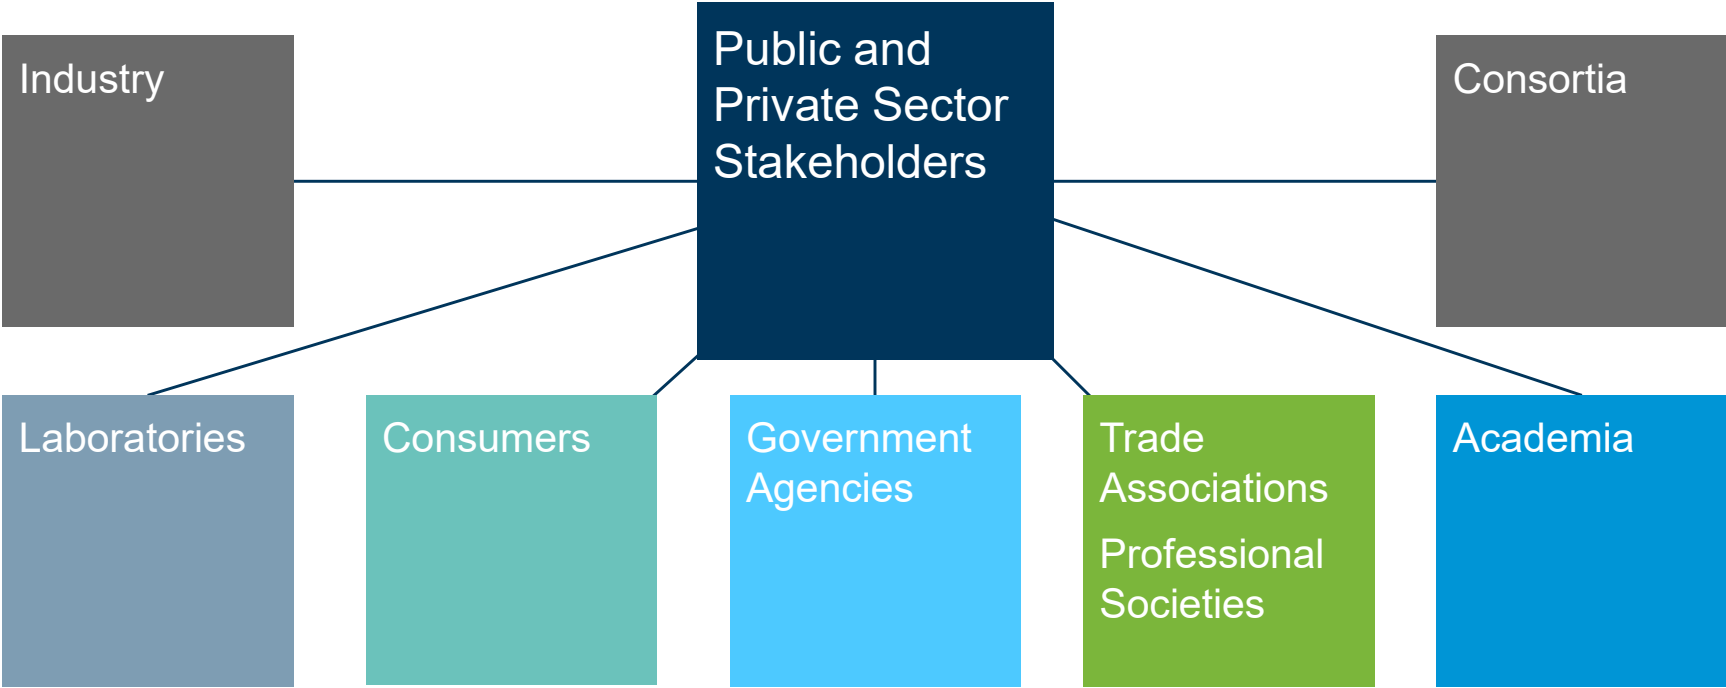 Industry
Public and
Private Sector
Stakeholders
Consortia
Laboratories
Consumers
Government
Agencies
Trade
Associations
Professional
Societies
Academia